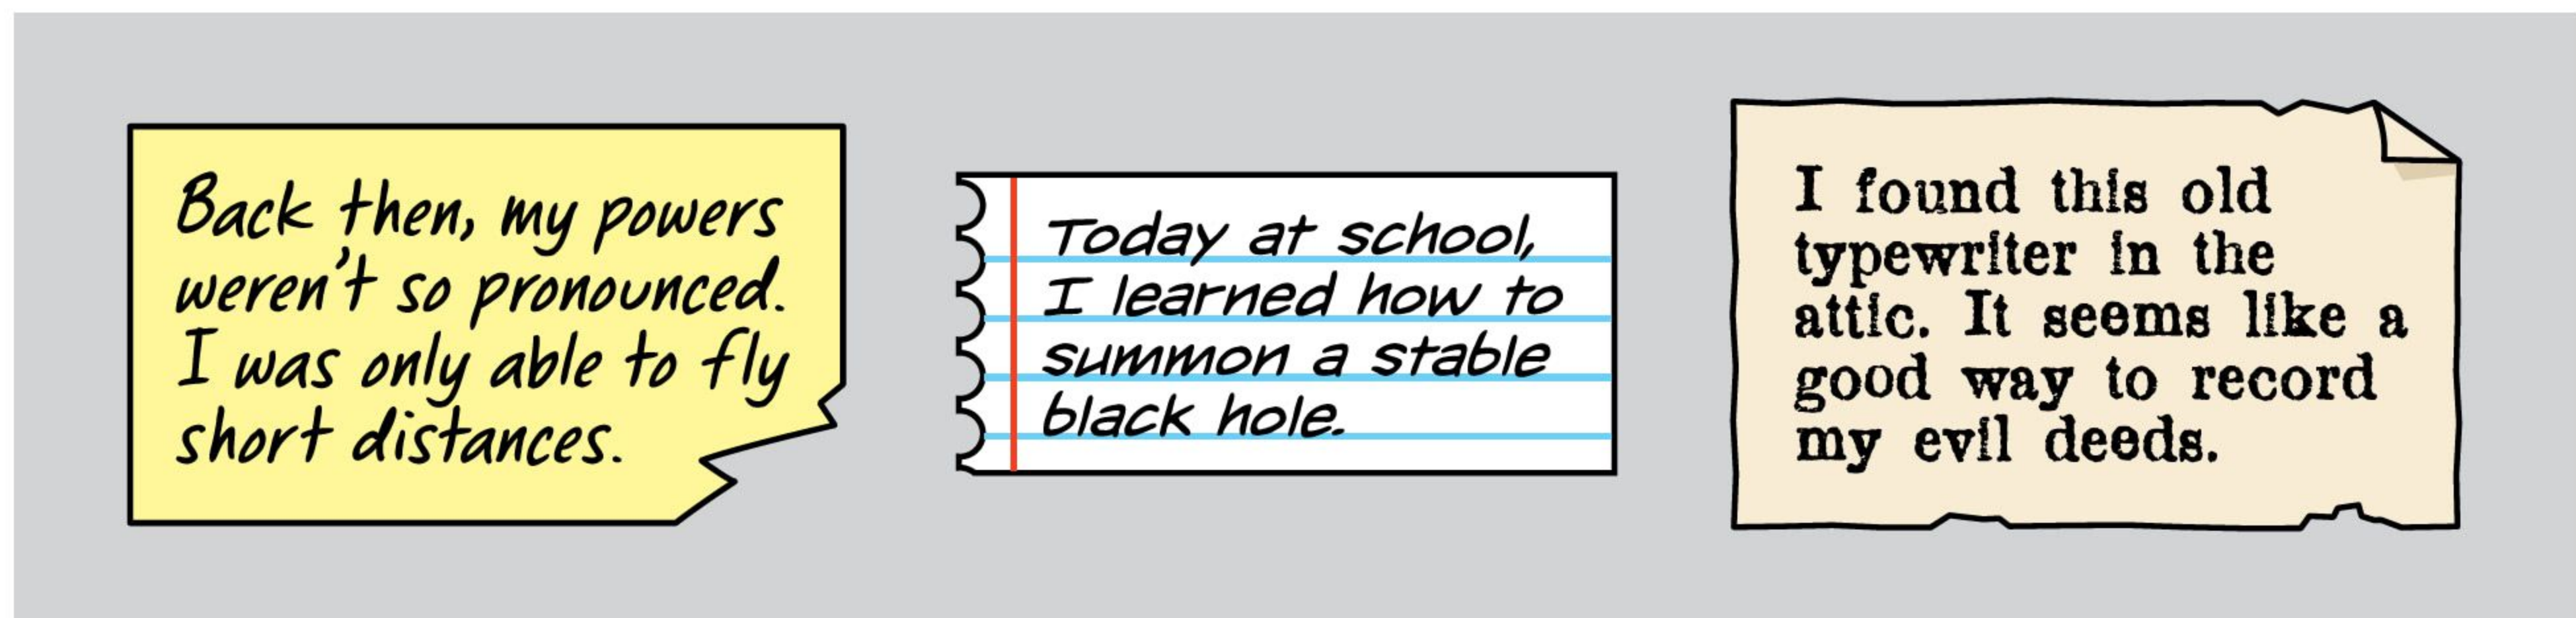 Back then, my powers
weren't so pronounced.
I was only able to fly
short distances.
Today at school,
I learned how to
summon a stable
black hole.
I found this old
typewriter in the
attic. It seems like a
good way to record
my evil deeds.